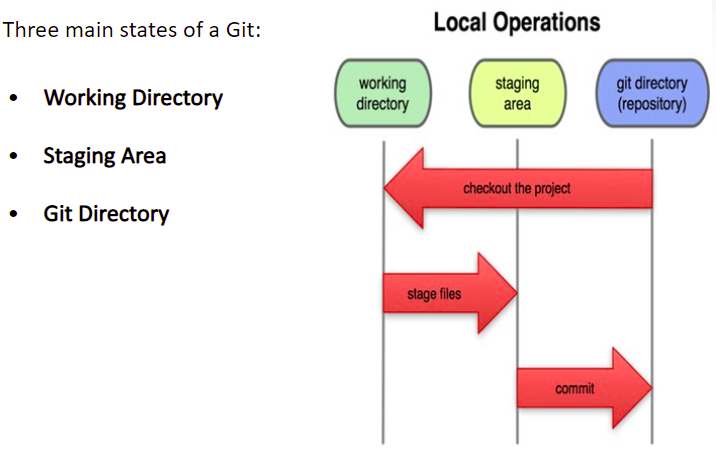 Three main states of a Git:
• Working Directory
• Staging Area
• Git Directory
Local Operations
working
directory
staging
area
git directory
(repository)
checkout the project
stage files
commit